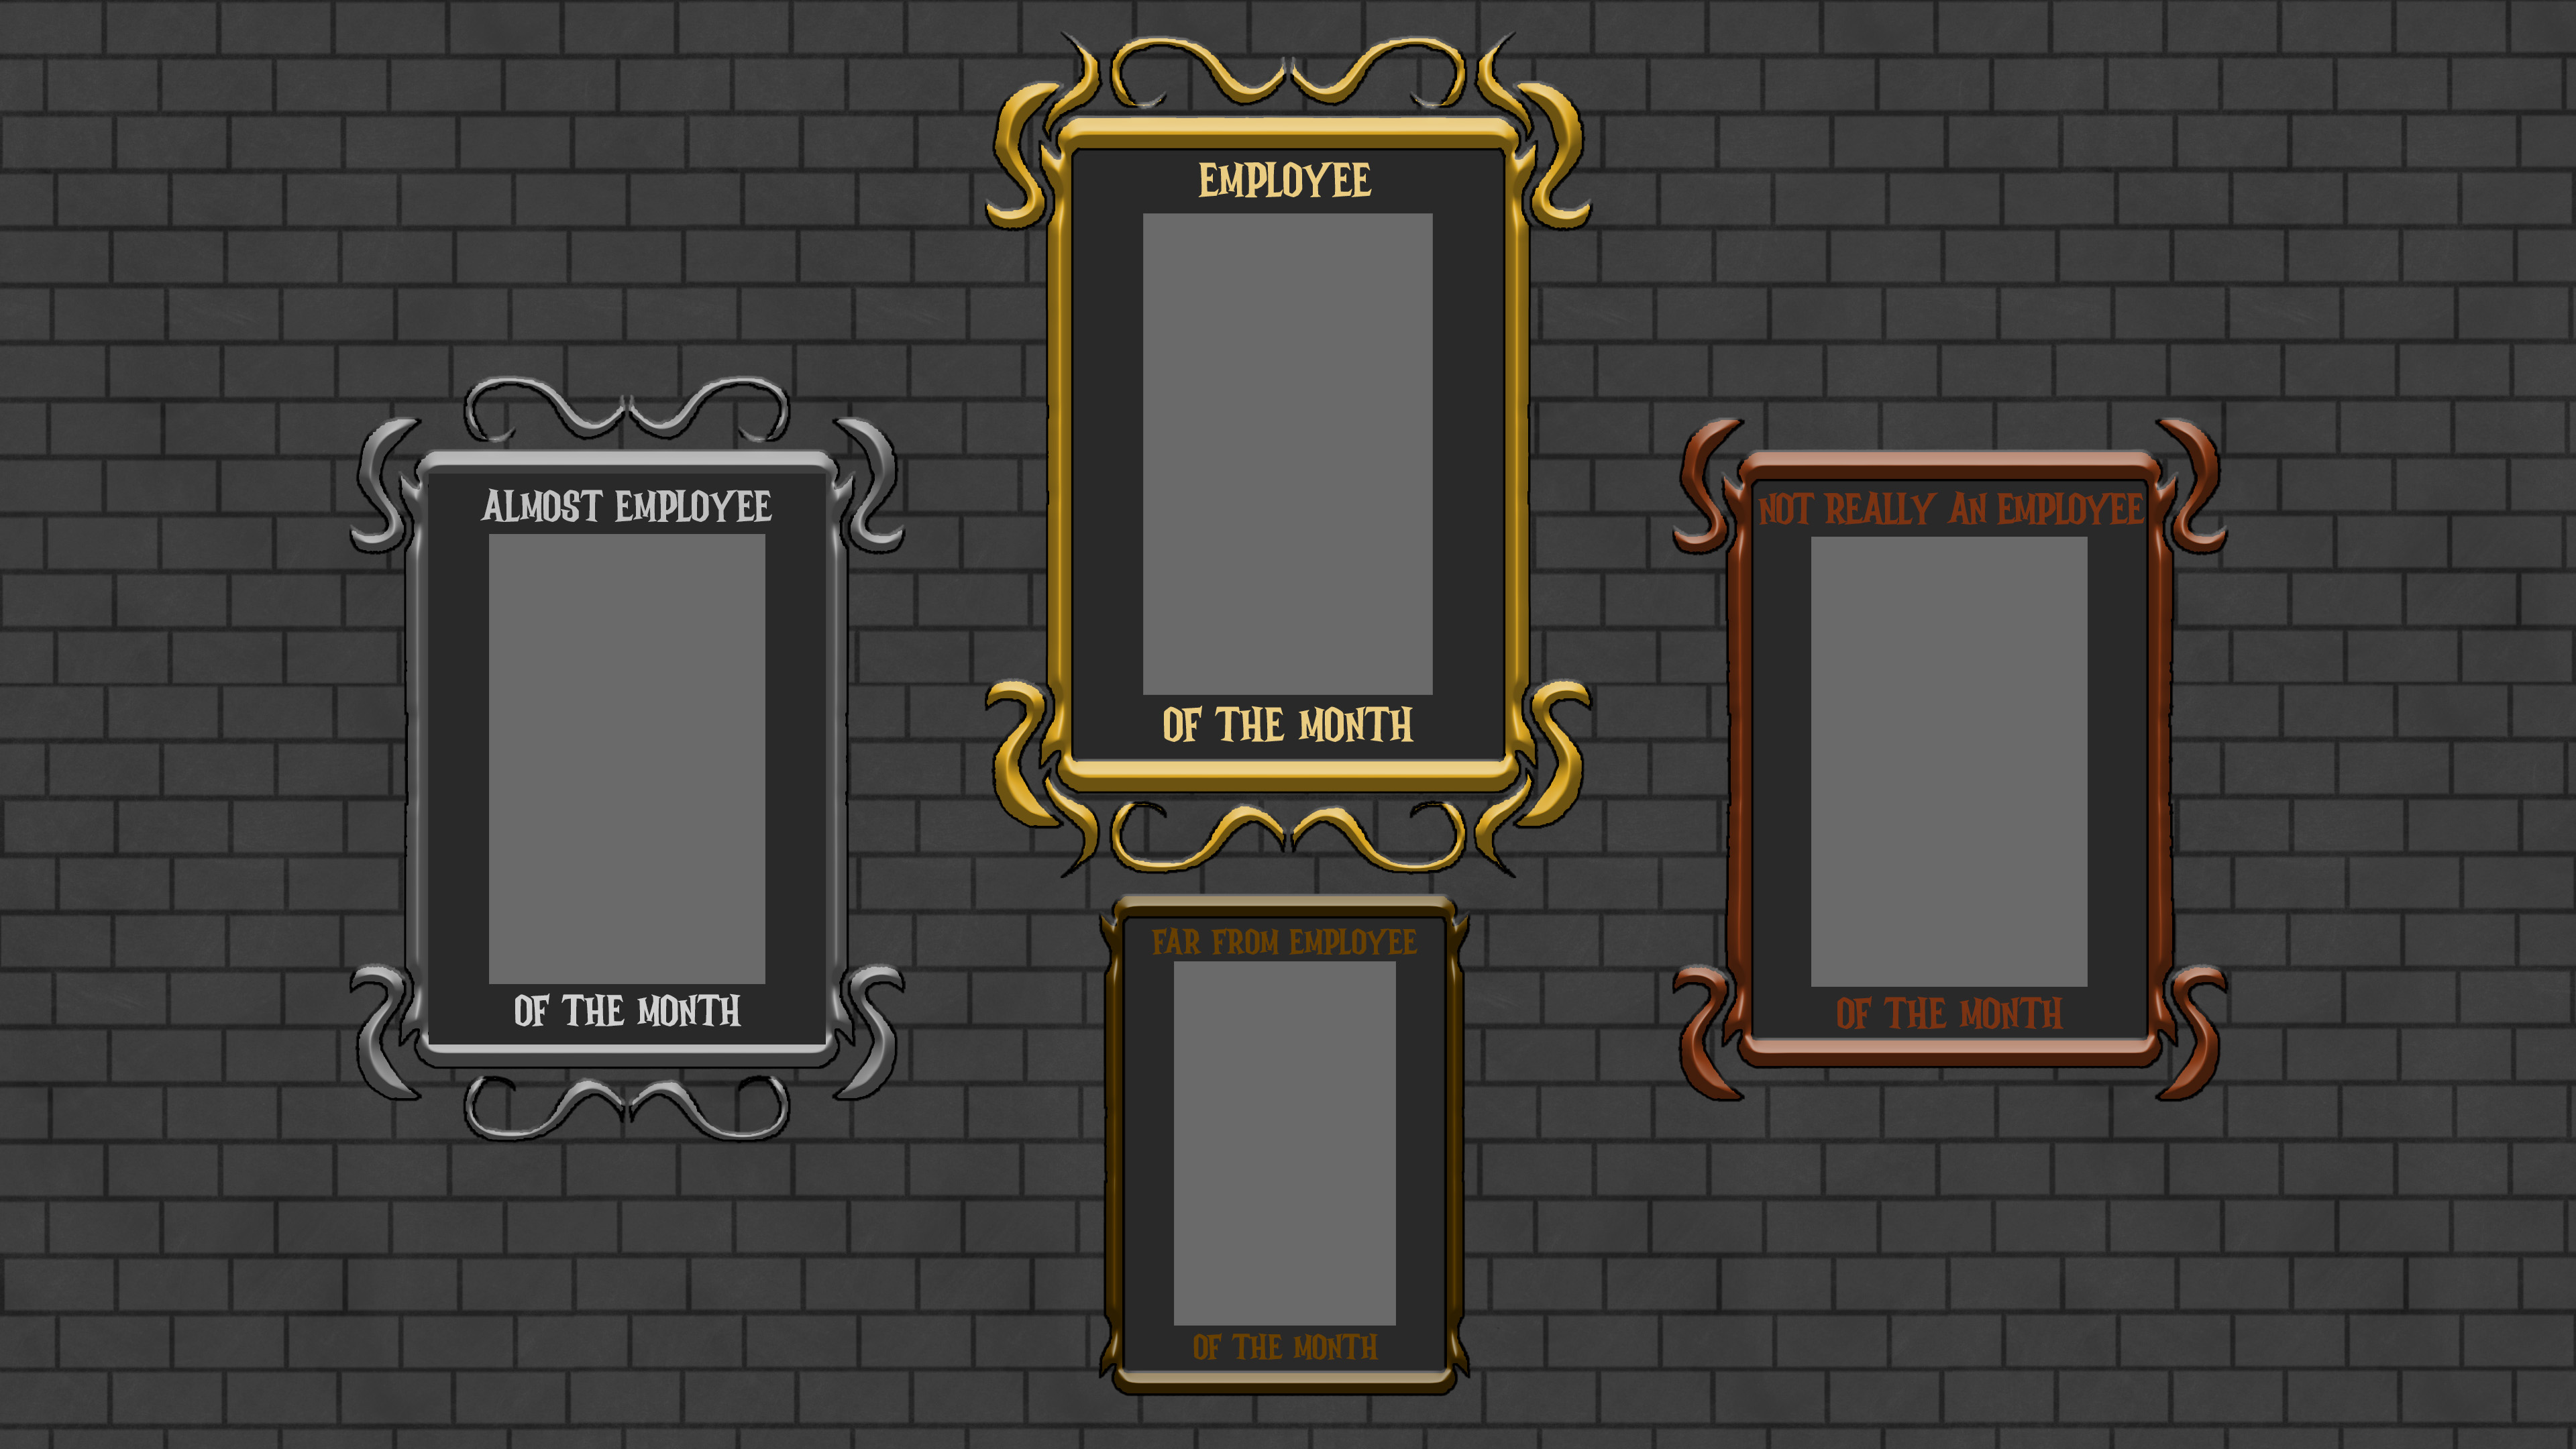 EMPLOYEE
OF THE MONTH
ALMOST EMPLOYEE
OF THE MONTH
NOT REALLY AN EMPLOYEE
OF THE MONTH
FAR FROM EMPLOYEE
OF THE MONTH